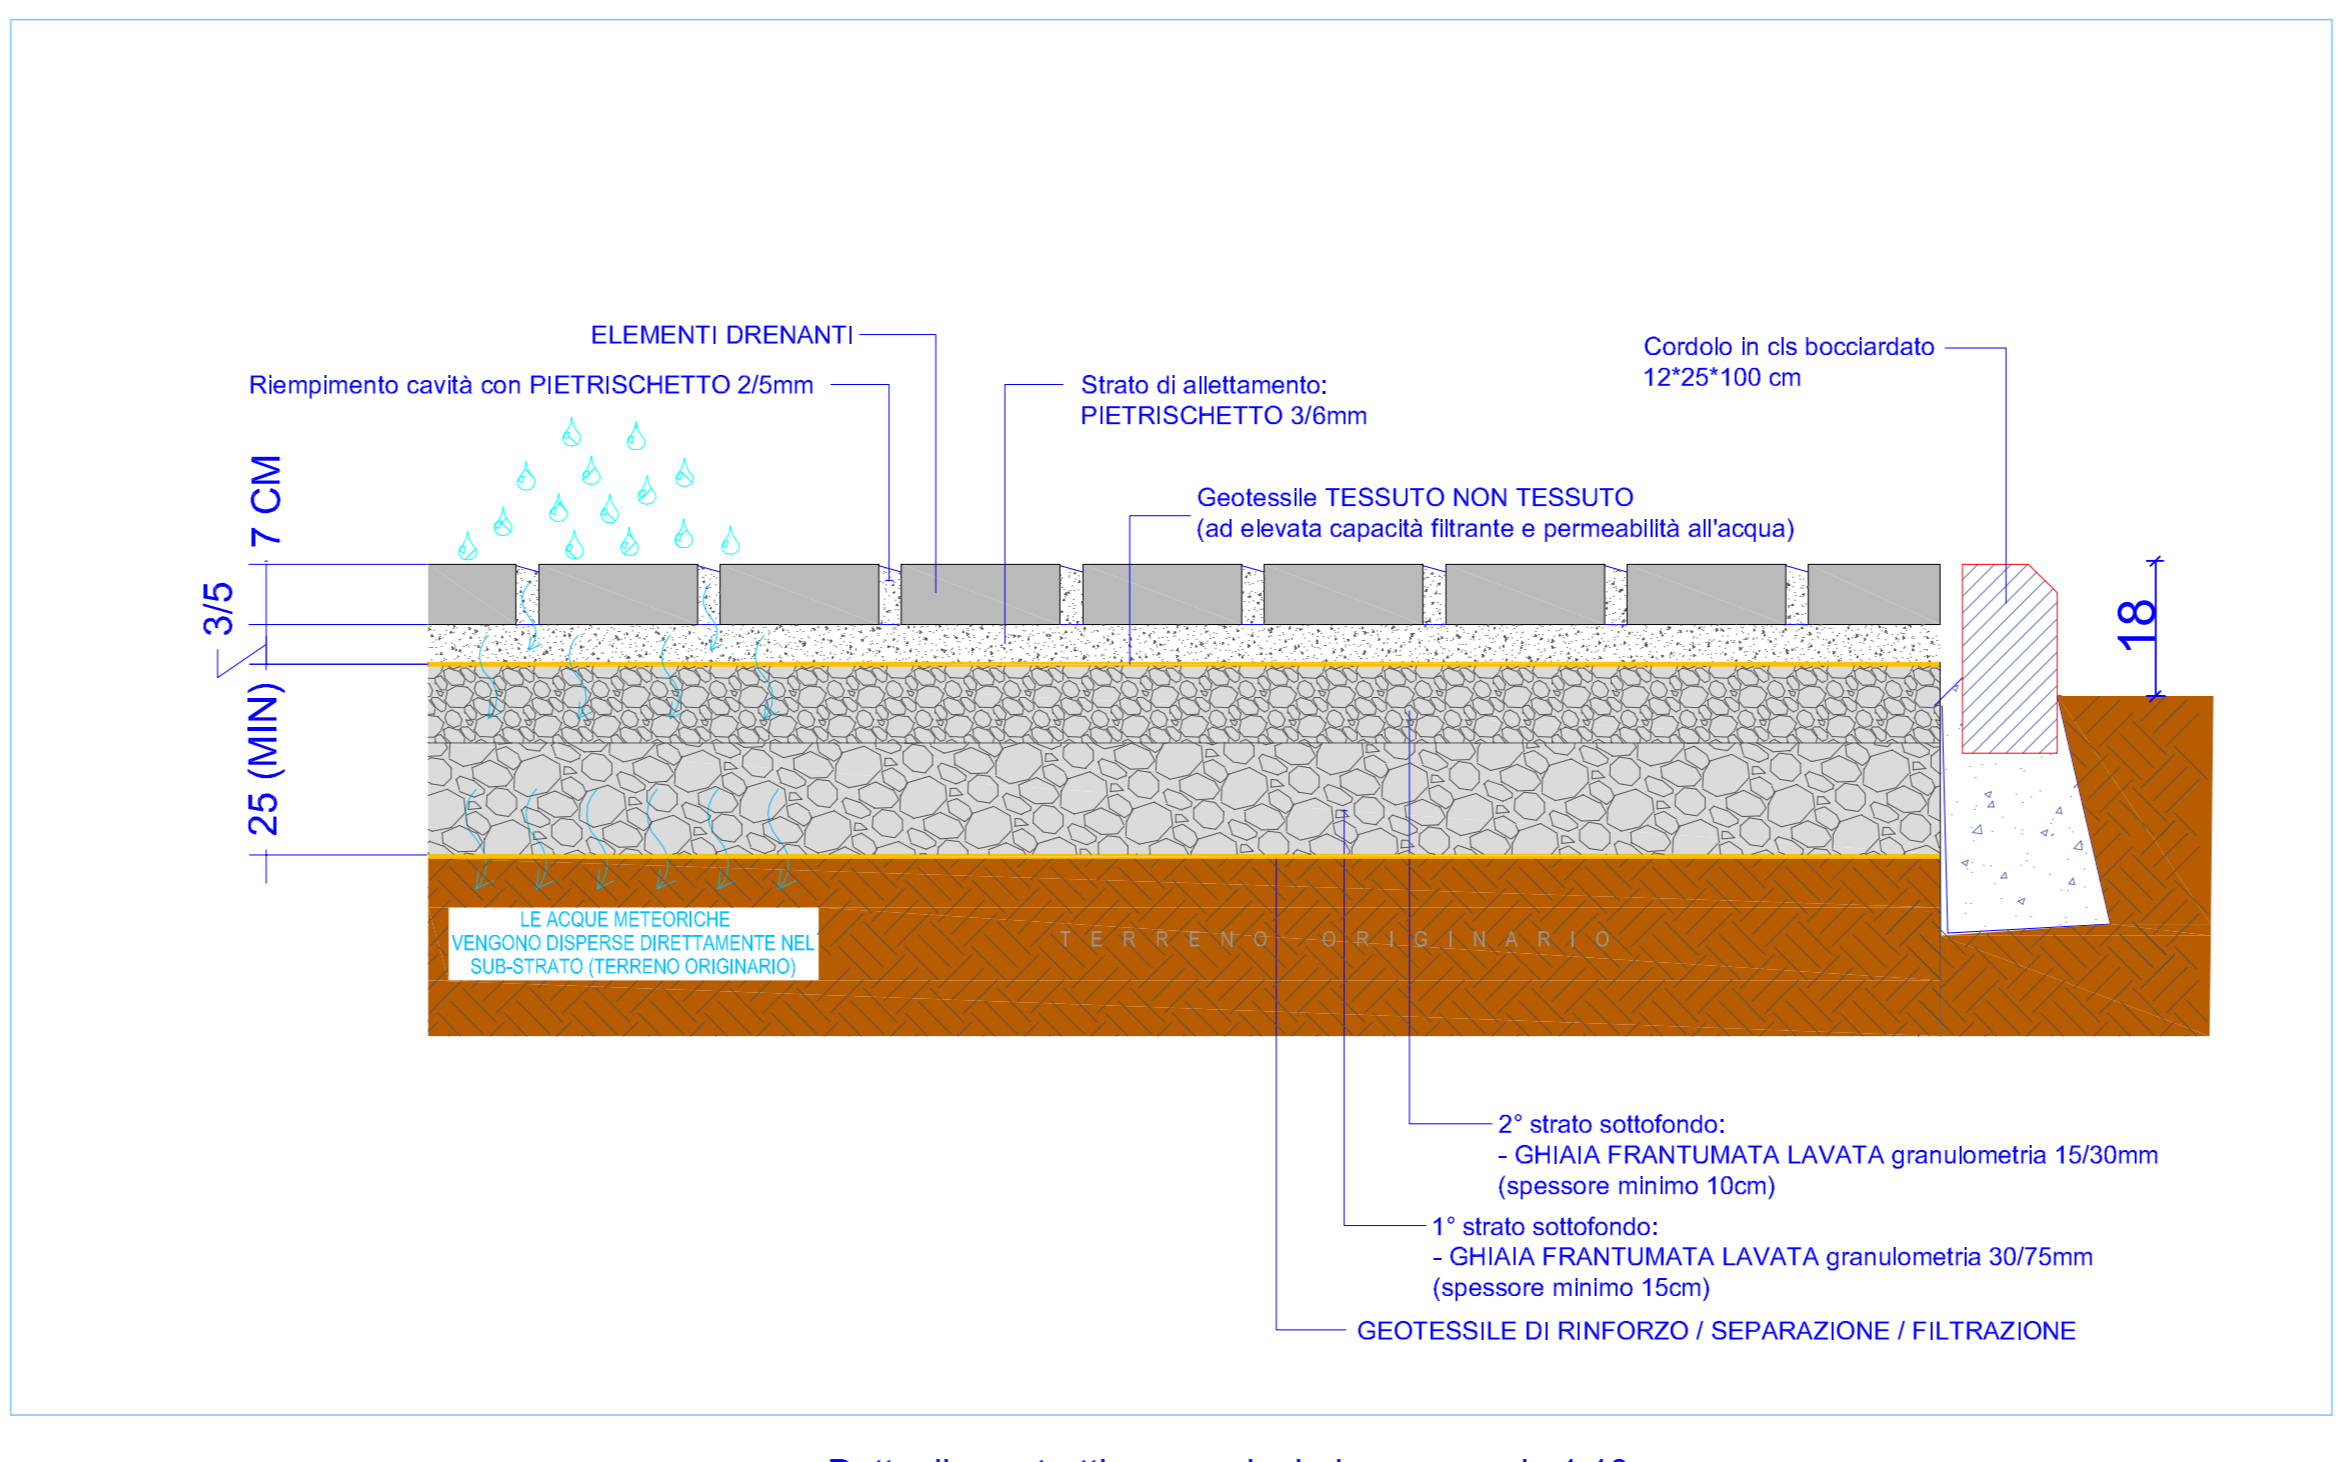 ELEMENTI DRENANTI
Riempimento cavità con PIETRISCHETTO 2/5mm
Strato di allettamento:
PIETRISCHETTO 3/6mm
Cordolo in cls bocciardato
12*25*100 cm
Geotessile TESSUTO NON TESSUTO
(ad elevata capacità filtrante e permeabilità all'acqua)
7 CM
3/5
25 (MIN)
18
LE ACQUE METEORICHE
VENGONO DISPERSE DIRETTAMENTE NEL
SUB-STRATO (TERRENO ORIGINARIO)
TERRENO ORIGINARIO
2° strato sottofondo:
- GHIAIA FRANTUMATA LAVATA granulometria 15/30mm
(spessore minimo 10cm)
1° strato sottofondo:
- GHIAIA FRANTUMATA LAVATA granulometria 30/75mm
(spessore minimo 15cm)
GEOTESSILE DI RINFORZO / SEPARAZIONE / FILTRAZIONE